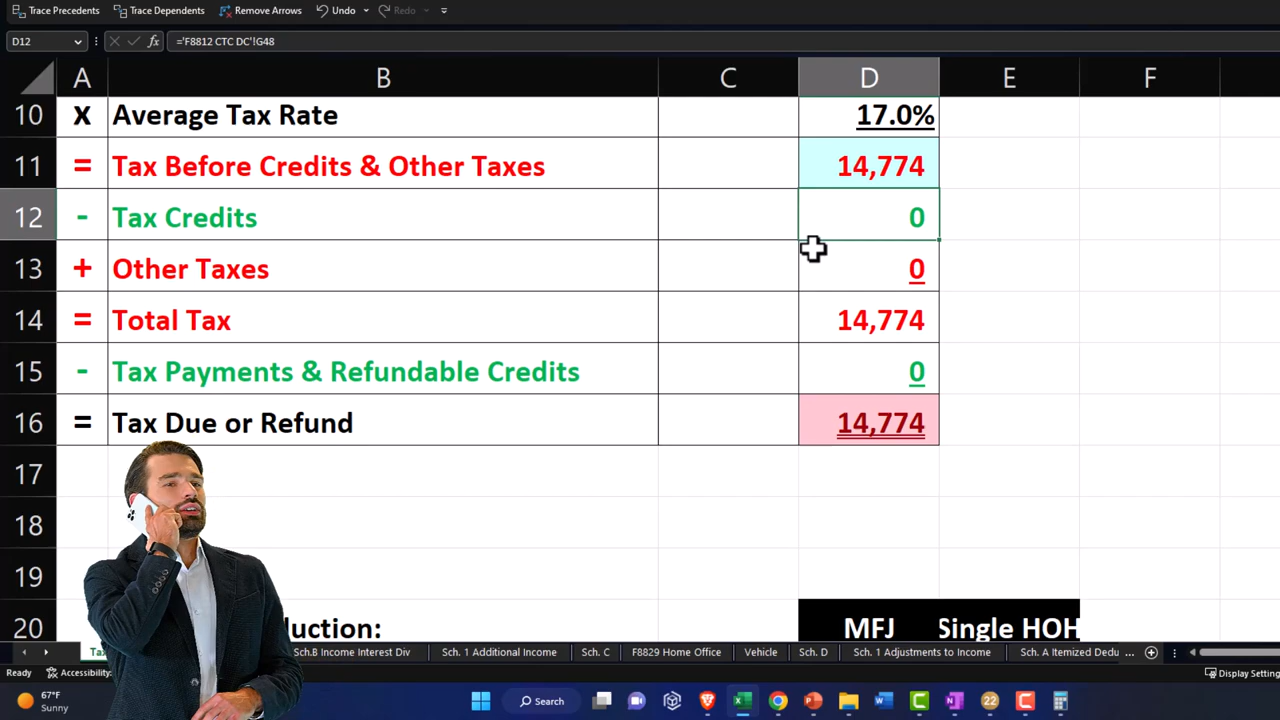 Trace Precedents Trace Dependents Remove Arrows Undo Redo
D12 fx ='F8812 CTC DC'!G48
A B C D E F
10 x Average Tax Rate 17.0%
11 = Tax Before Credits & Other Taxes 14,774
12 - Tax Credits 0
13 + Other Taxes 0
14 = Total Tax 14,774
15 - Tax Payments & Refundable Credits 0
16 = Tax Due or Refund 14,774
17
18
19
20 uction: MFJ Single HOH
Ta Sch.B Income Interest Div Sch. 1 Additional Income Sch. C F8829 Home Office Vehicle Sch. D Sch. 1 Adjustments to Income Sch. A Itemized Dedu ...
Ready Accessibility: Display Setting
67°F Search 22
Sunny